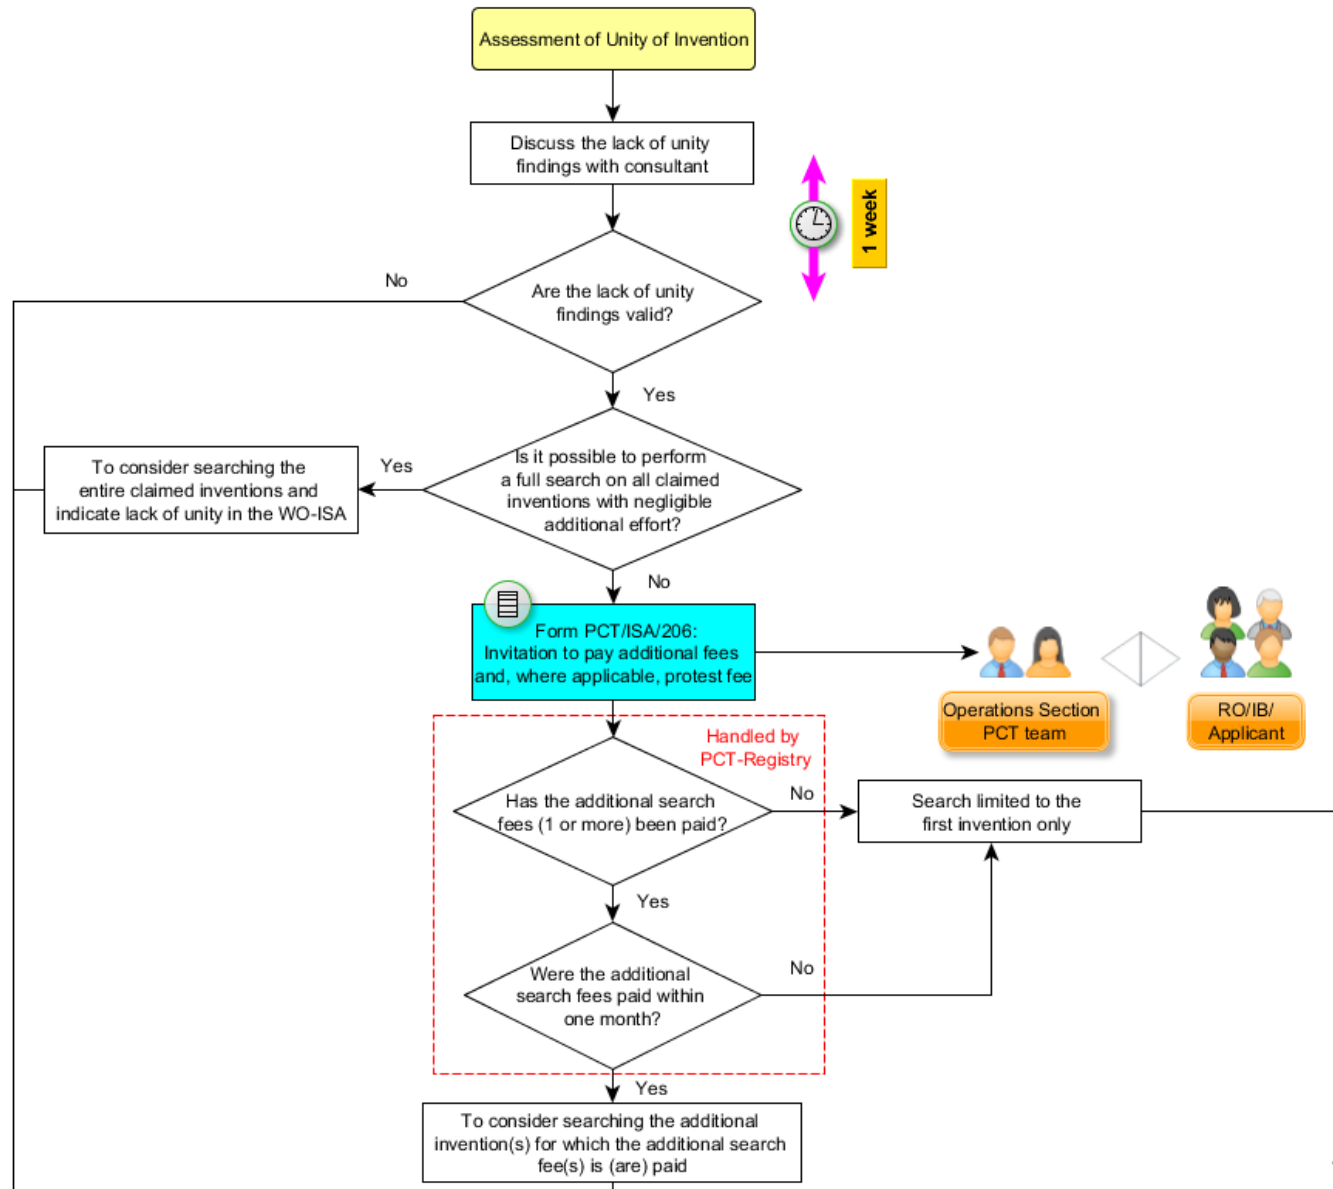 Assessment of Unity of Invention
Discuss the lack of unity
findings with consultant
1 week
No
Are the lack of unity
findings valid?
Yes
Is it possible to perform
a full search on all claimed
inventions with negligible
additional effort?
Yes
To consider searching the
entire claimed inventions and
indicate lack of unity in the WO-ISA
No
Form PCT/ISA/206:
Invitation to pay additional fees
and, where applicable, protest fee
Operations Section
PCT team
RO/IB/
Applicant
Handled by
PCT-Registry
Has the additional search
fees (1 or more) been paid?
No
Search limited to the
first invention only
Yes
Were the additional
search fees paid within
one month?
No
Yes
To consider searching the additional
invention(s) for which the additional search
fee(s) is (are) paid